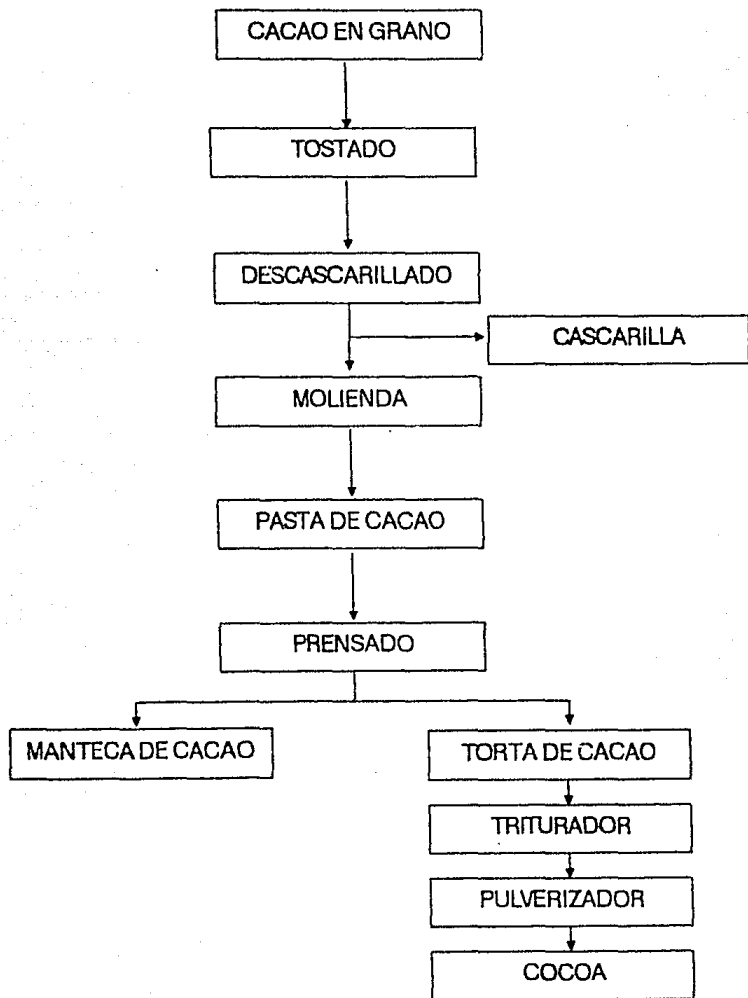 CACAO EN GRANO
TOSTADO
DESCASCARILLADO
CASCARILLA
MOLIENDA
PASTA DE CACAO
PRENSADO
MANTECA DE CACAO
TORTA DE CACAO
TRITURADOR
PULVERIZADOR
COCOA